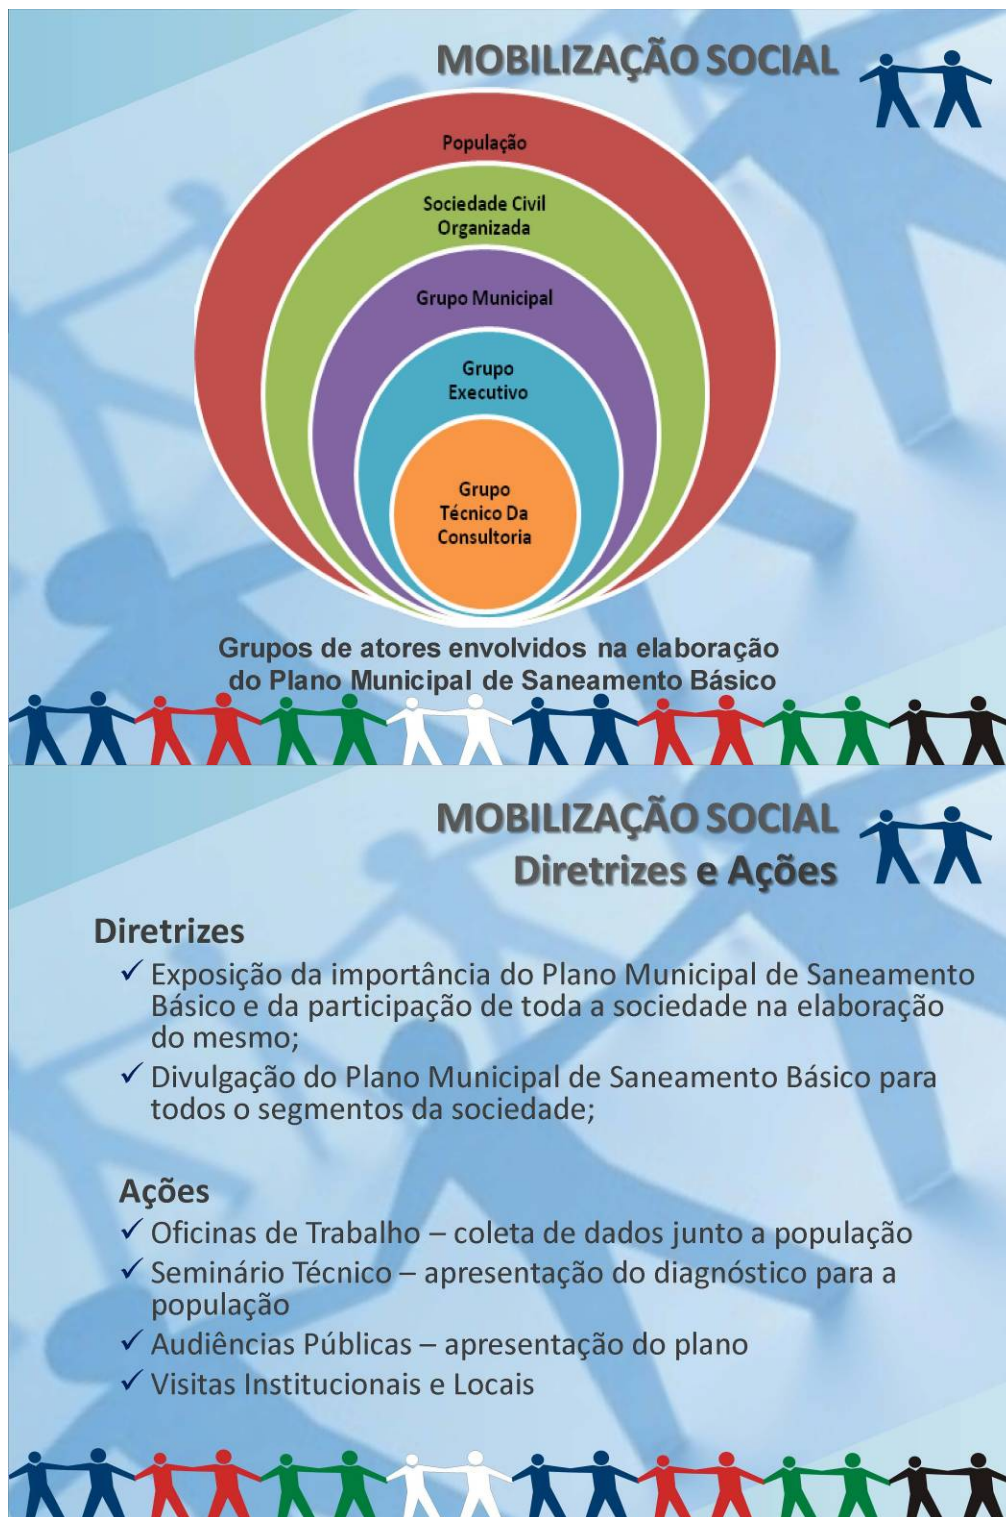 MOBILIZAÇÃO SOCIAL
População
Sociedade Civil
Organizada
Grupo Municipal
Grupo
Executivo
Grupo
Técnico Da
Consultoria
Grupos de atores envolvidos na elaboração
do Plano Municipal de Saneamento Básico
MOBILIZAÇÃO SOCIAL
Diretrizes e Ações
Diretrizes
✓ Exposição da importância do Plano Municipal de Saneamento
Básico e da participação de toda a sociedade na elaboração
do mesmo;
✓ Divulgação do Plano Municipal de Saneamento Básico para
todos o segmentos da sociedade;
Ações
✓ Oficinas de Trabalho – coleta de dados junto a população
✓ Seminário Técnico – apresentação do diagnóstico para a
população
✓ Audiências Públicas – apresentação do plano
✓ Visitas Institucionais e Locais